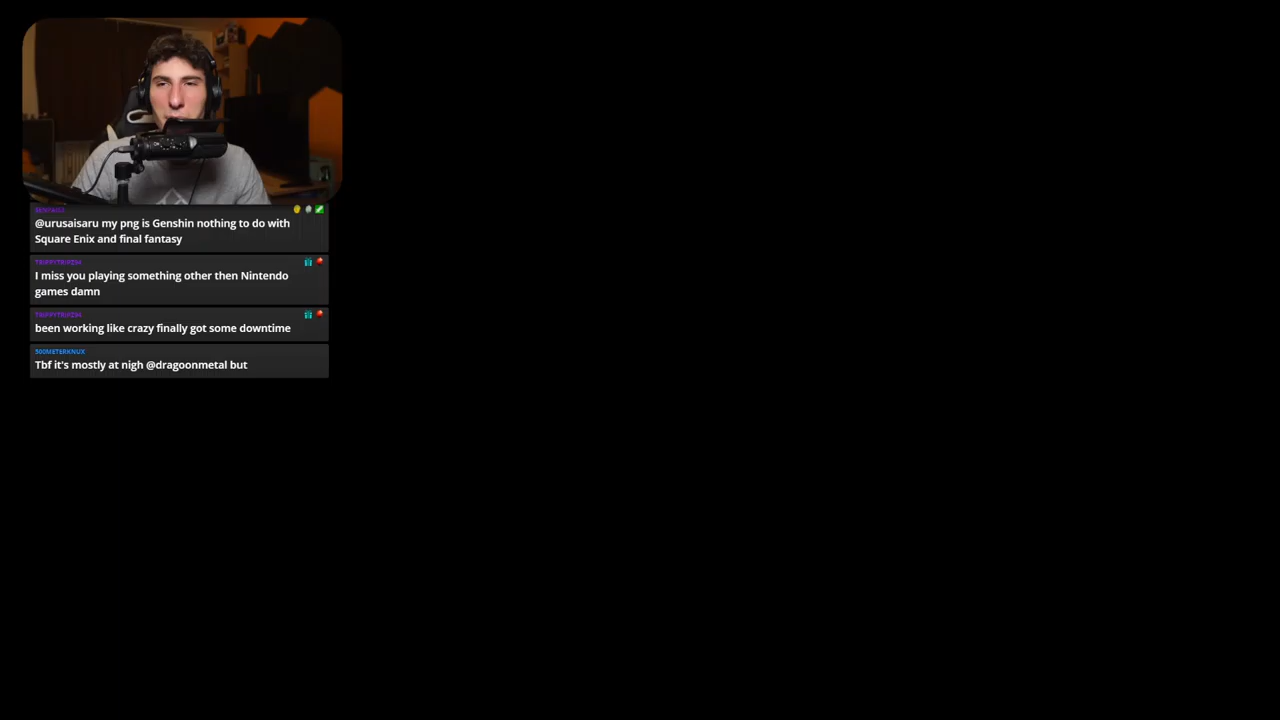 @urusaisaru my png is Genshin nothing to do with
Square Enix and final fantasy
I miss you playing something other then Nintendo
games damn
been working like crazy finally got some downtime
500METERKNUX
Tbf it's mostly at nigh @dragoonmetal but